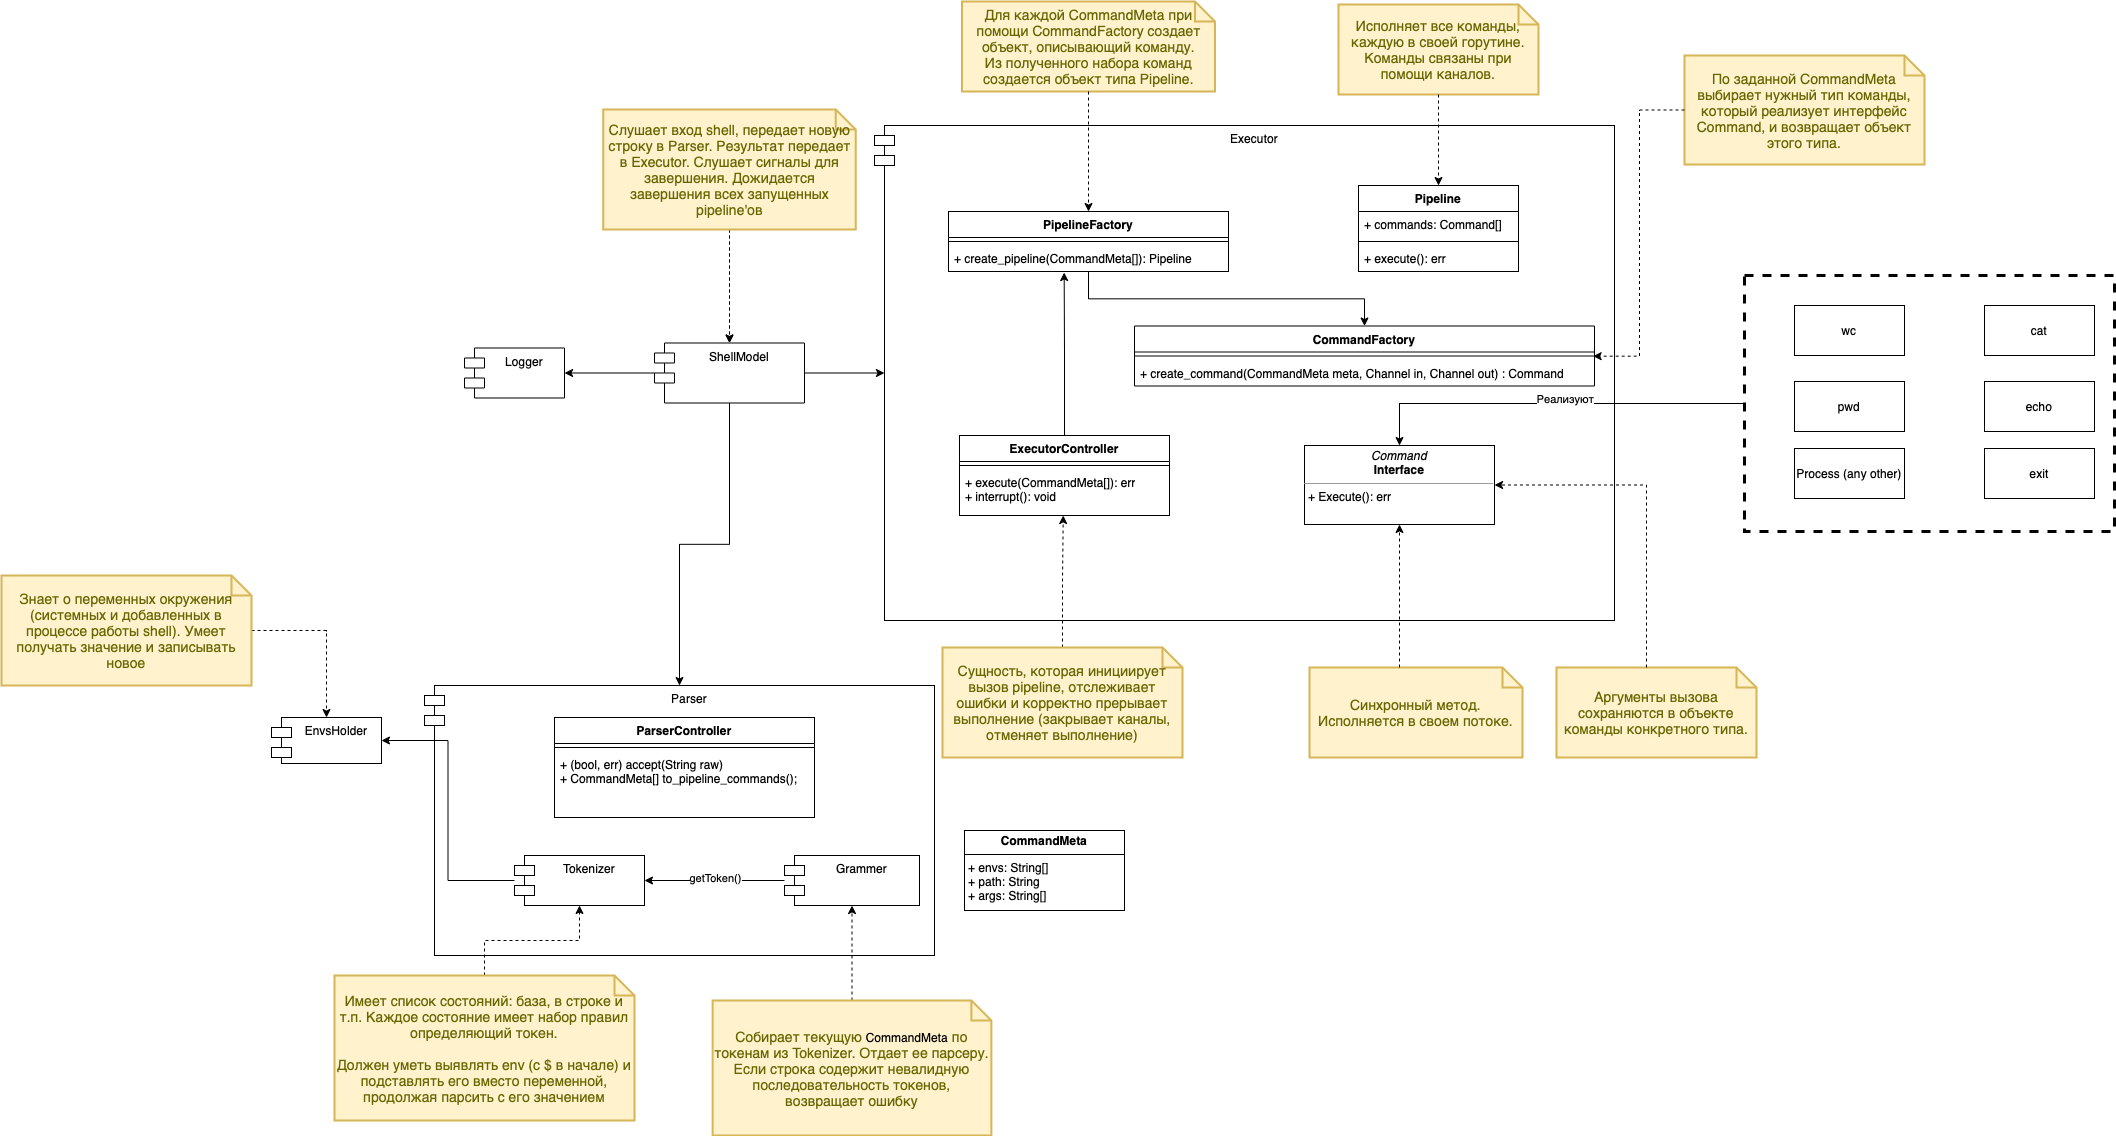 Для каждой CommandMeta при
помощи CommandFactory создает
объект, описывающий команду.
Из полученного набора команд
создается объект типа Pipeline.
Исполняет все команды,
каждую в своей горутине.
Команды связаны при
помощи каналов.
По заданной CommandMeta
выбирает нужный тип команды,
который реализует интерфейс
Command, и возвращает объект
этого типа.
Слушает вход shell, передает новую
строку в Parser. Результат передает
в Executor. Слушает сигналы для
завершения. Дожидается
завершения всех запущенных
pipeline'ов
Executor
Pipeline
+ commands: Command[]
+ execute(): err
PipelineFactory
+ create_pipeline(CommandMeta[]): Pipeline
CommandFactory
+ create_command(CommandMeta meta, Channel in, Channel out) : Command
Logger
ShellModel
Реализуют
wc
cat
pwd
echo
Process (any other)
exit
ExecutorController
+ execute(CommandMeta[]): err
+ interrupt(): void
Command
Interface
+ Execute(): err
Знает о переменных окружения
(системных и добавленных в
процессе работы shell). Умеет
получать значение и записывать
новое
Сущность, которая инициирует
вызов pipeline, отслеживает
ошибки и корректно прерывает
выполнение (закрывает каналы,
отменяет выполнение)
Синхронный метод.
Исполняется в своем потоке.
Аргументы вызова
сохраняются в объекте
команды конкретного типа.
EnvsHolder
Parser
ParserController
+ (bool, err) accept(String raw)
+ CommandMeta[] to_pipeline_commands();
Tokenizer
getToken()
Grammer
CommandMeta
+ envs: String[]
+ path: String
+ args: String[]
Имеет список состояний: база, в строке и
т.п. Каждое состояние имеет набор правил
определяющий токен.
Должен уметь выявлять env (с $ в начале) и
подставлять его вместо переменной,
продолжая парсить с его значением
Собирает текущую CommandMeta по
токенам из Tokenizer. Отдает ее парсеру.
Если строка содержит невалидную
последовательность токенов,
возвращает ошибку